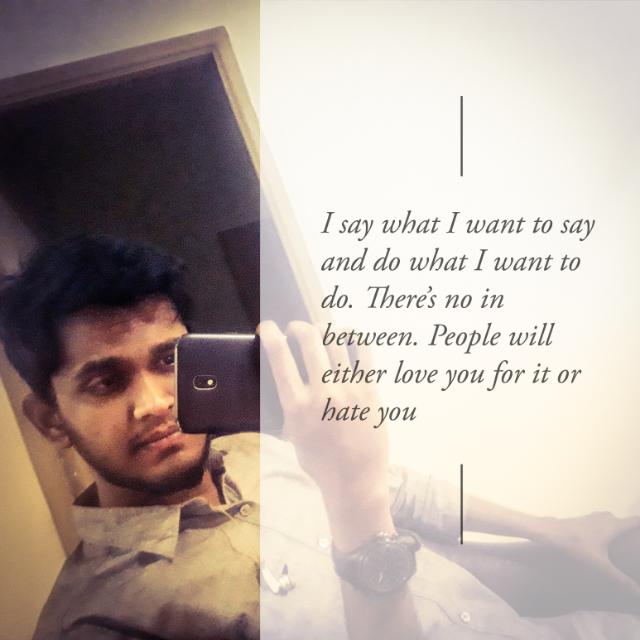 I say what I want to say
and do what I want to
do. There's no in
between. People will
either love you for it or
hate you